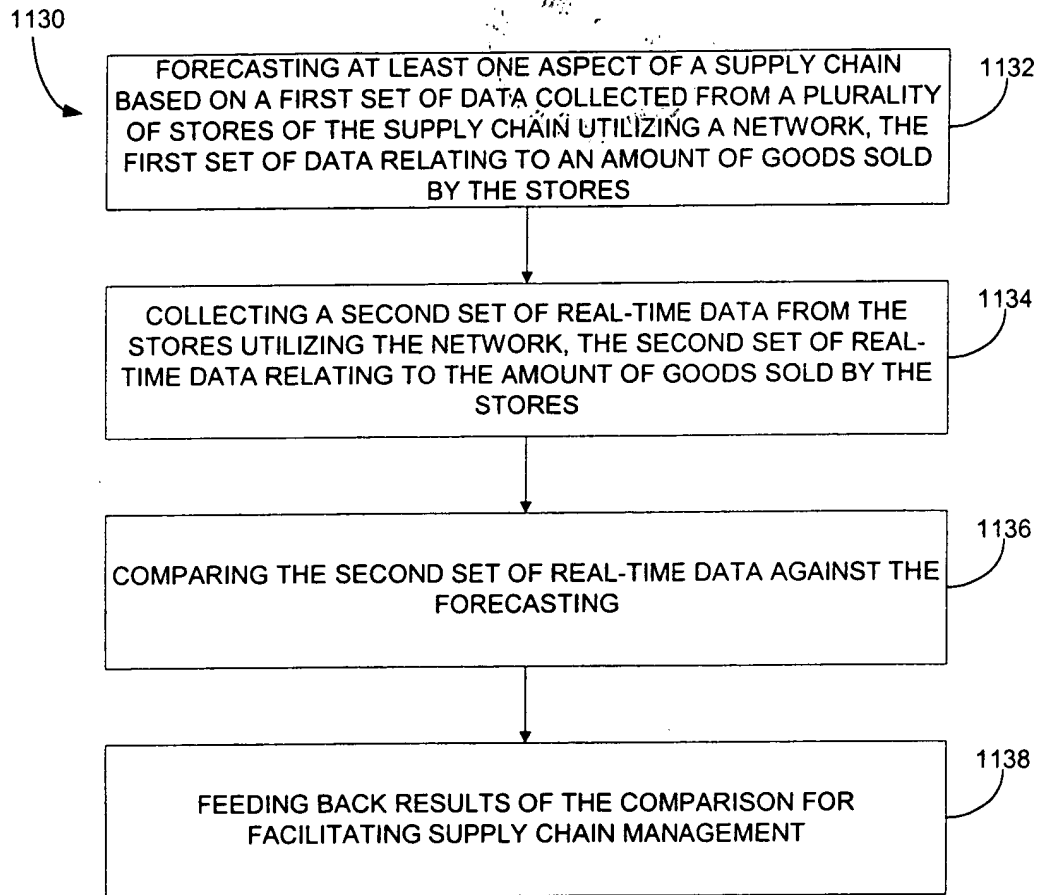 1130
FORECASTING AT LEAST ONE ASPECT OF A SUPPLY CHAIN
BASED ON A FIRST SET OF DATA COLLECTED FROM A PLURALITY
OF STORES OF THE SUPPLY CHAIN UTILIZING A NETWORK, THE
FIRST SET OF DATA RELATING TO AN AMOUNT OF GOODS SOLD
BY THE STORES
1132
COLLECTING A SECOND SET OF REAL-TIME DATA FROM THE
STORES UTILIZING THE NETWORK, THE SECOND SET OF REAL-
TIME DATA RELATING TO THE AMOUNT OF GOODS SOLD BY THE
STORES
1134
COMPARING THE SECOND SET OF REAL-TIME DATA AGAINST THE
FORECASTING
1136
FEEDING BACK RESULTS OF THE COMPARISON FOR
FACILITATING SUPPLY CHAIN MANAGEMENT
1138